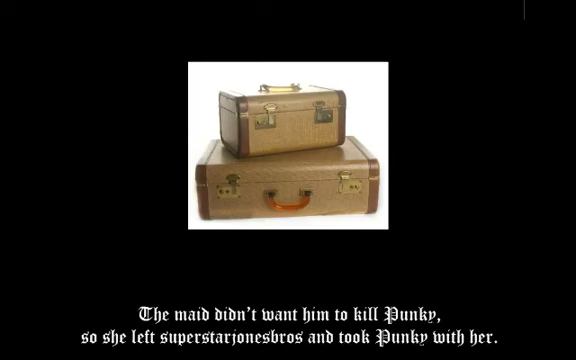 The maid didn't want him to kill Punky,
so she left superstarjonesbros and took Punky with her.